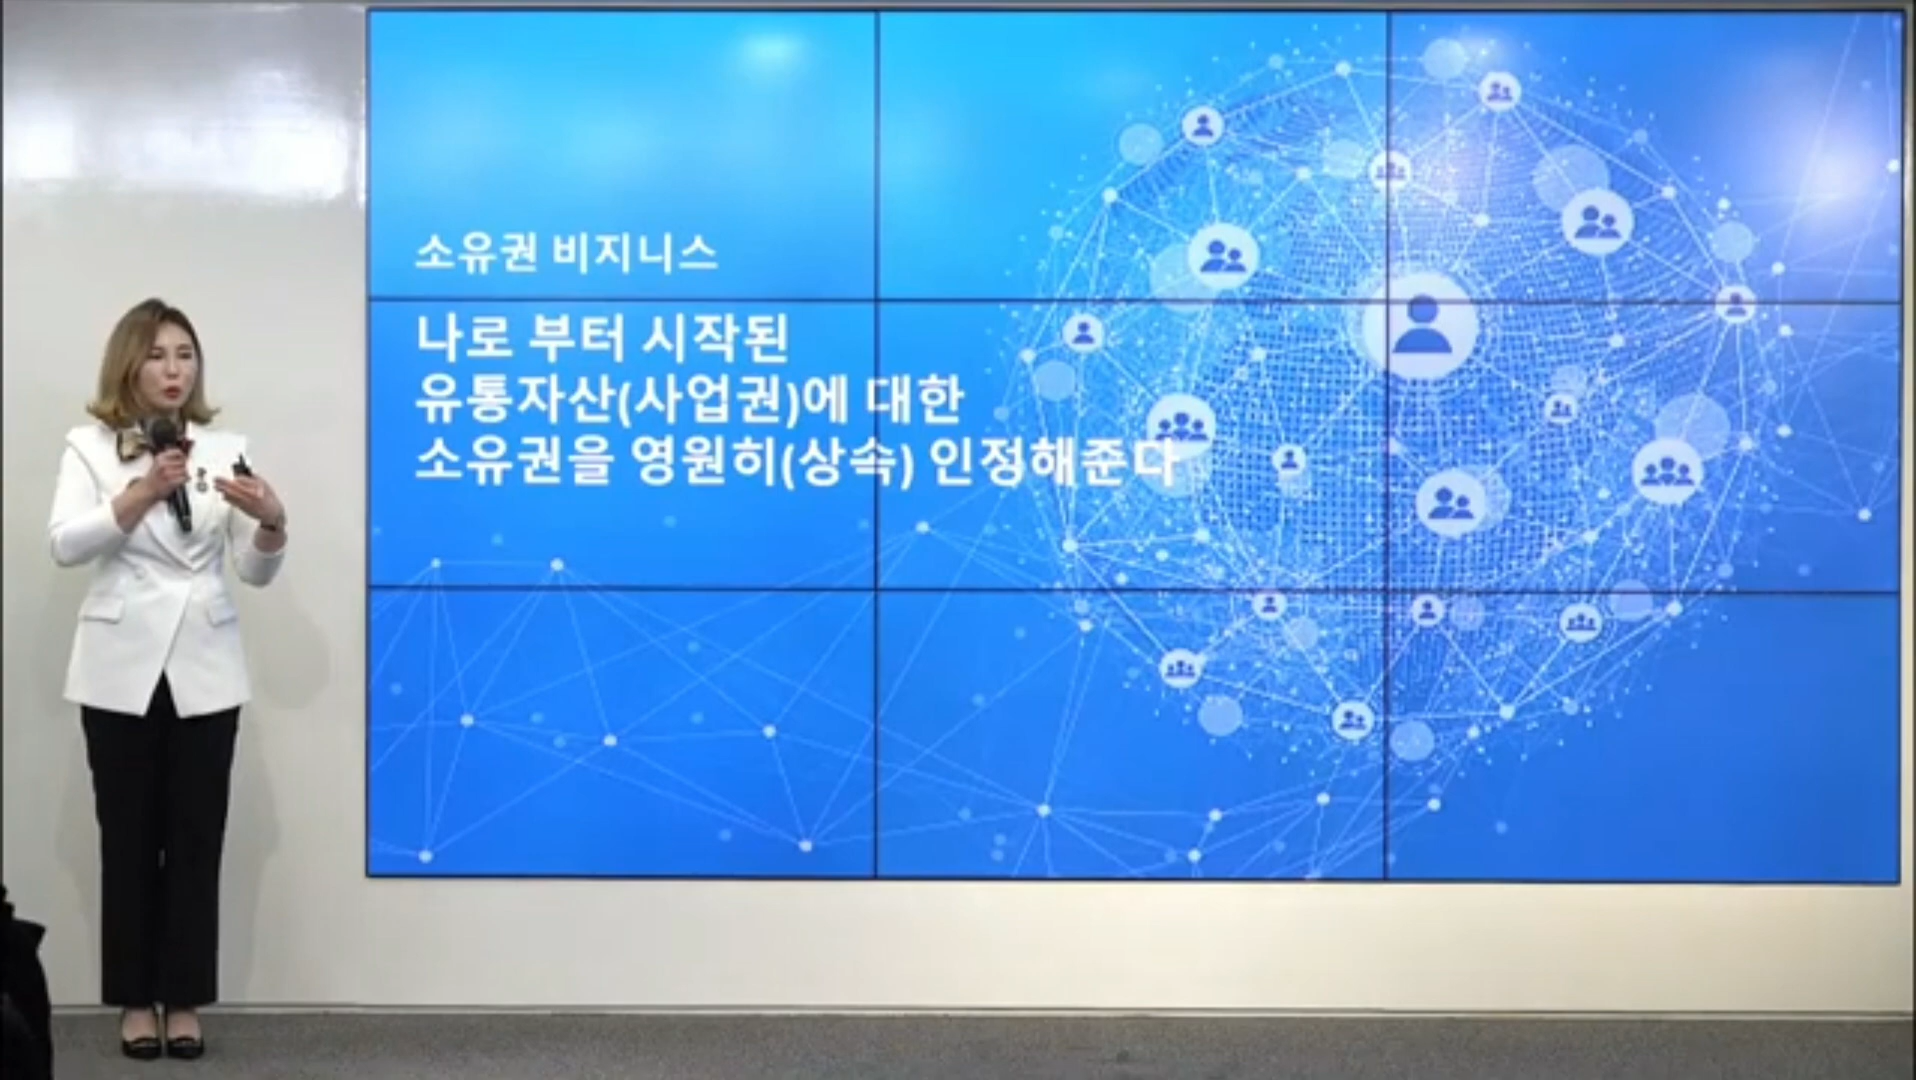 소유권 비지니스
나로 부터 시작된
유통자산(사업권)에 대한
소유권을 영원히(상속) 인정해준다